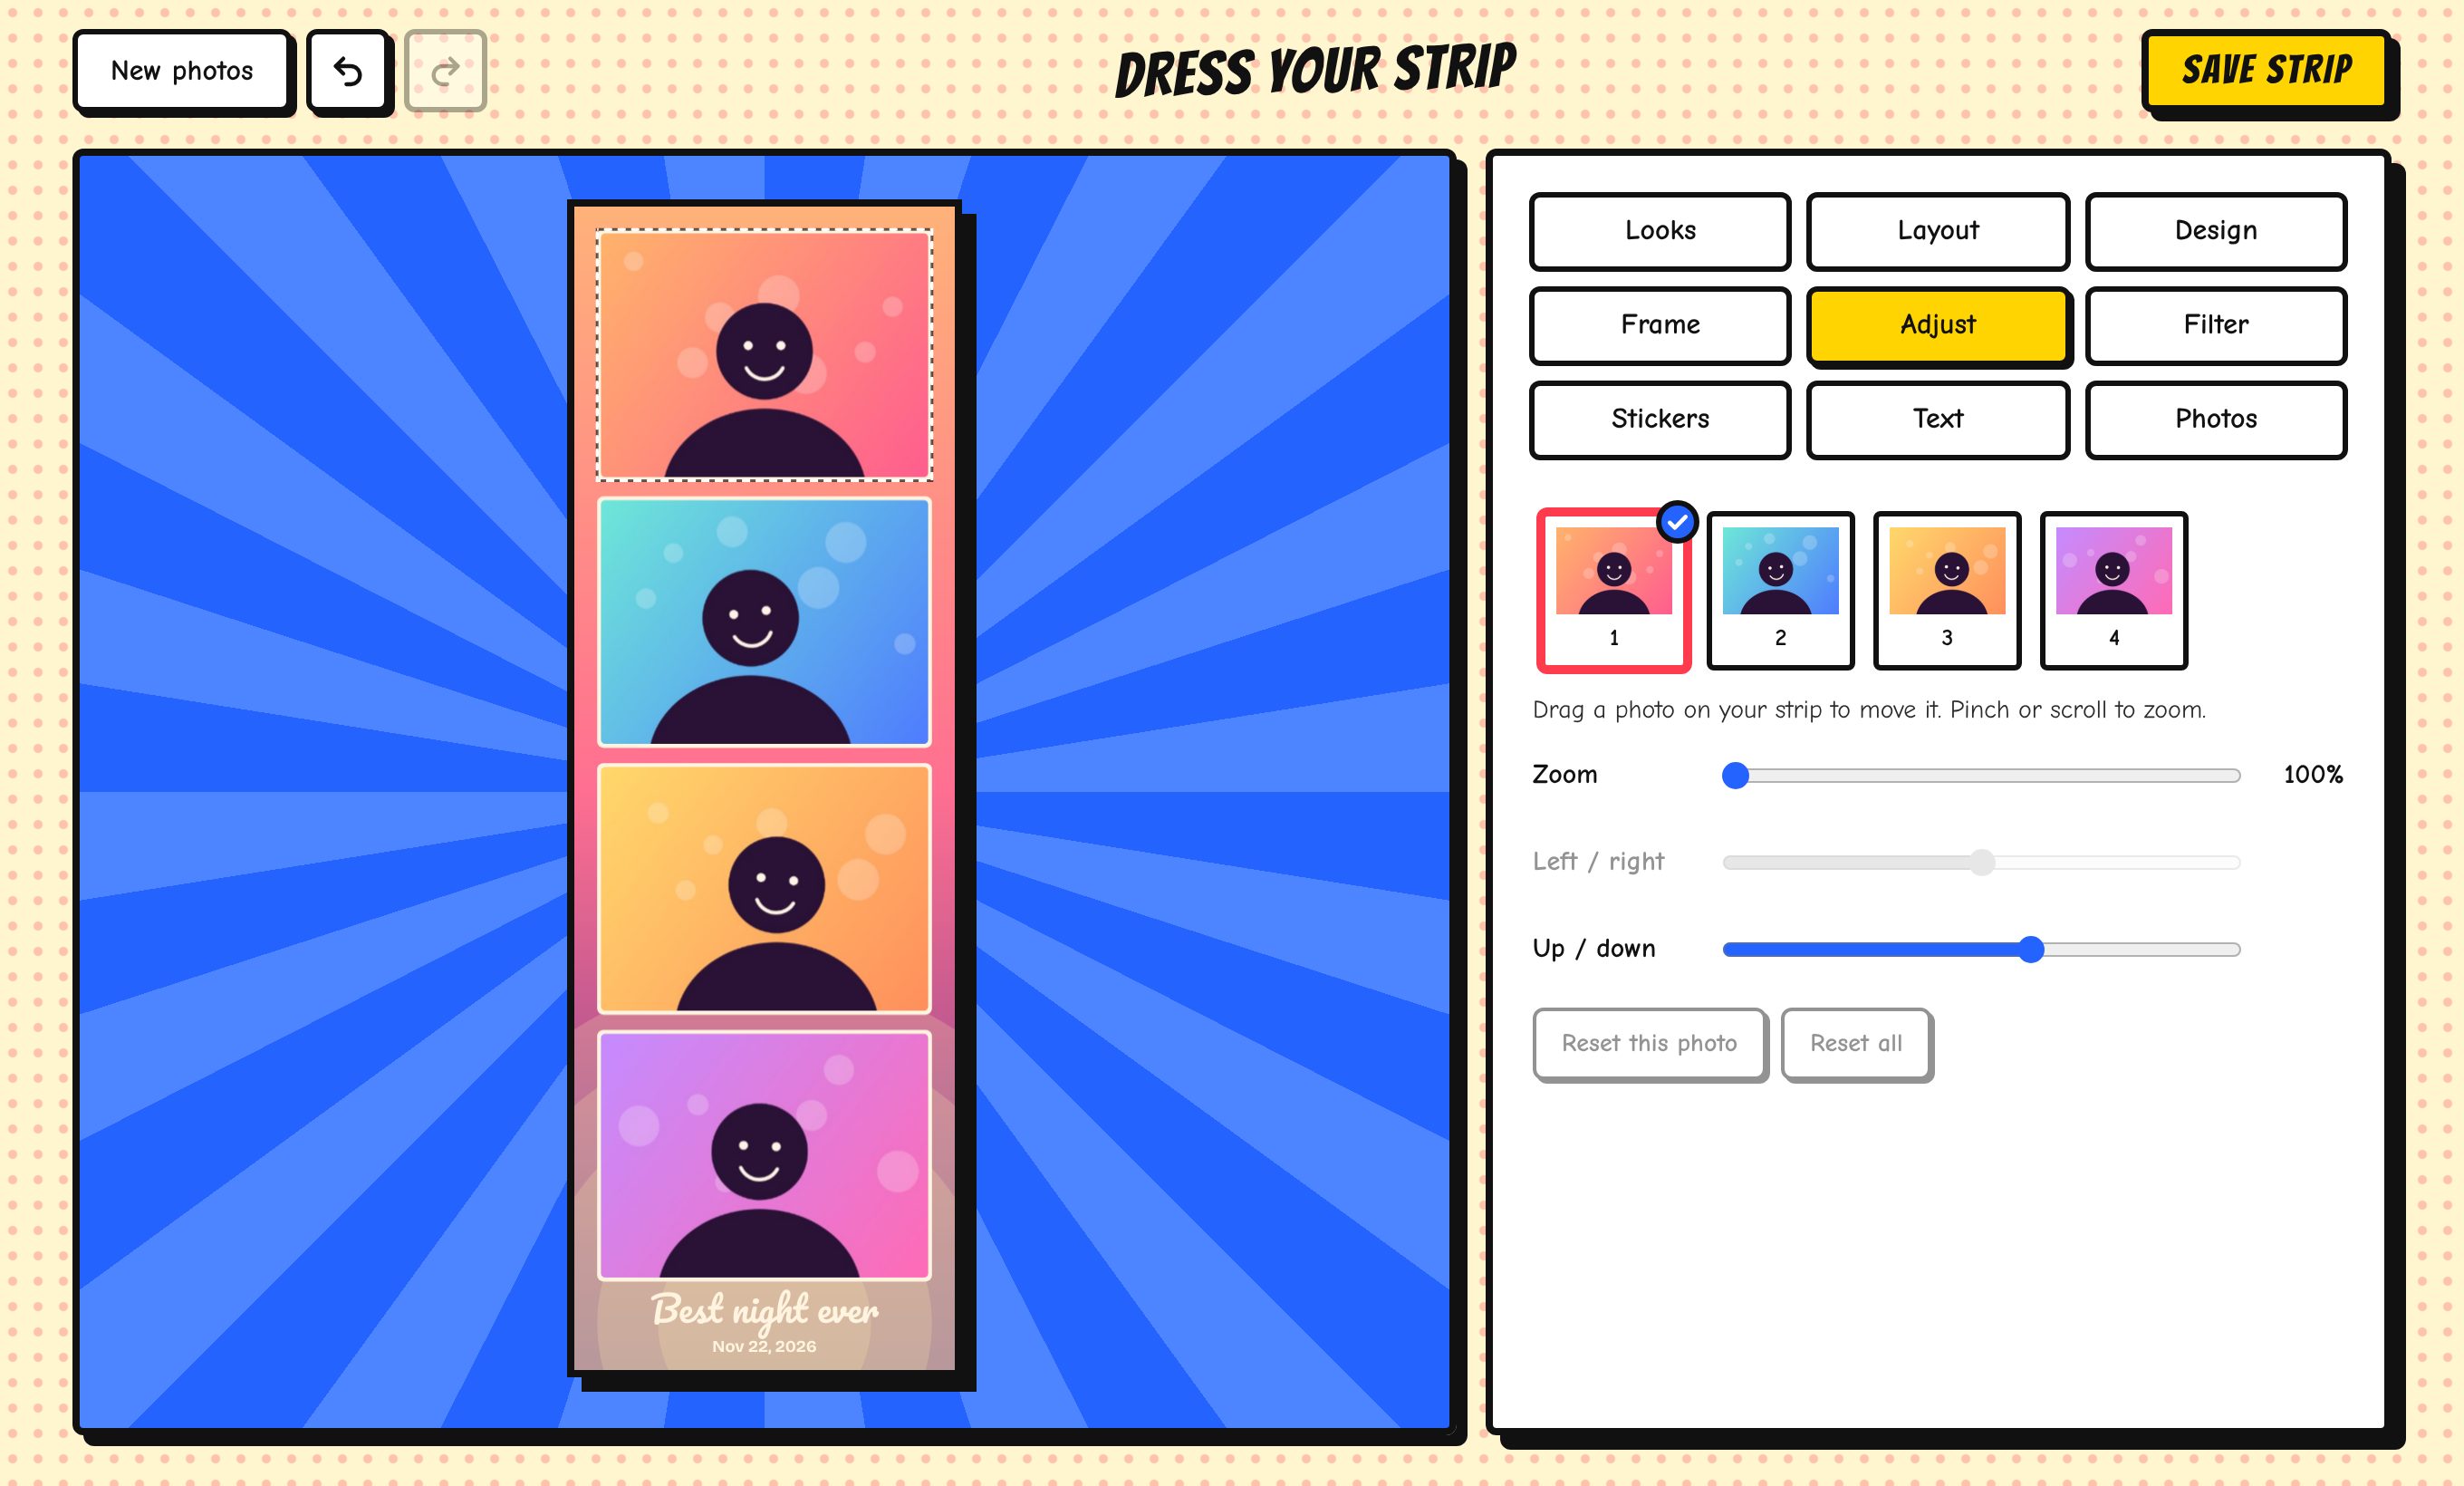 New photos
DRESS YOUR STRIP
SAVE STRIP
Looks
Layout
Design
Frame
Adjust
Filter
Stickers
Text
Photos
1
2
3
4
Drag a photo on your strip to move it. Pinch or scroll to zoom.
Zoom
100%
Left / right
Up / down
Reset this photo
Reset all
Best night ever
Nov 22, 2026